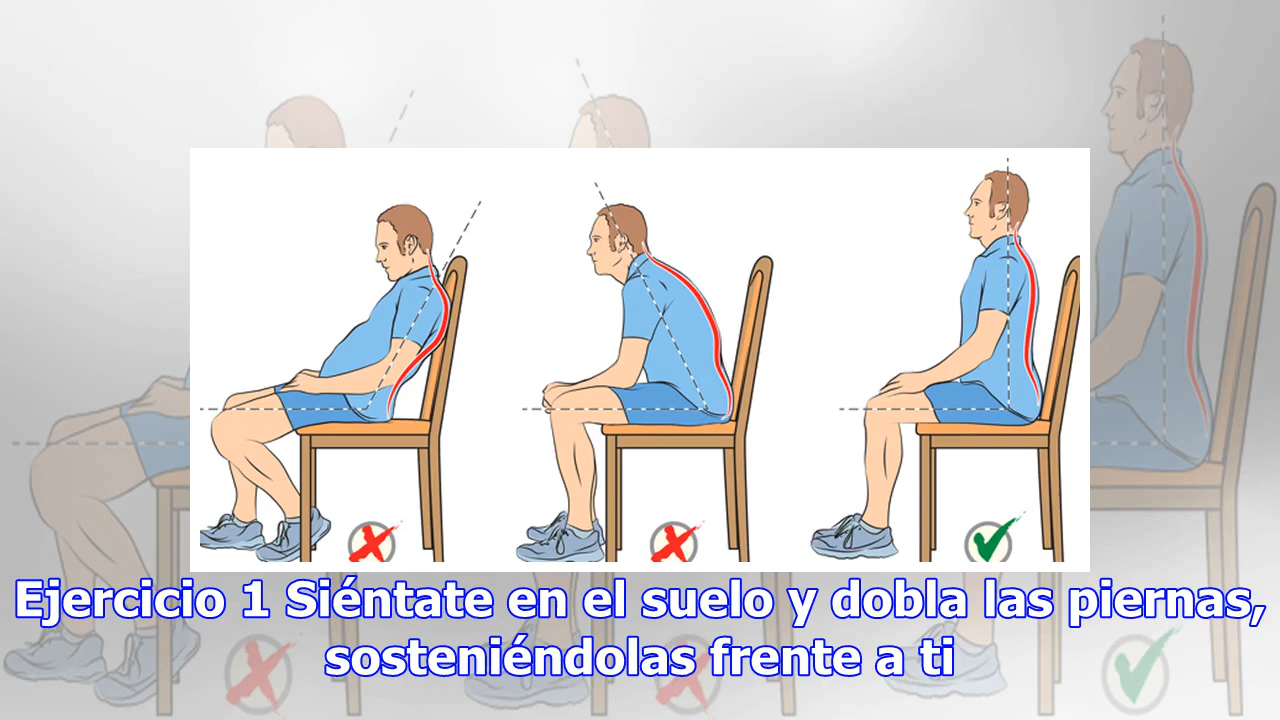 Ejercicio 1 Siéntate en el suelo y dobla las piernas,
sosteniéndolas frente a ti